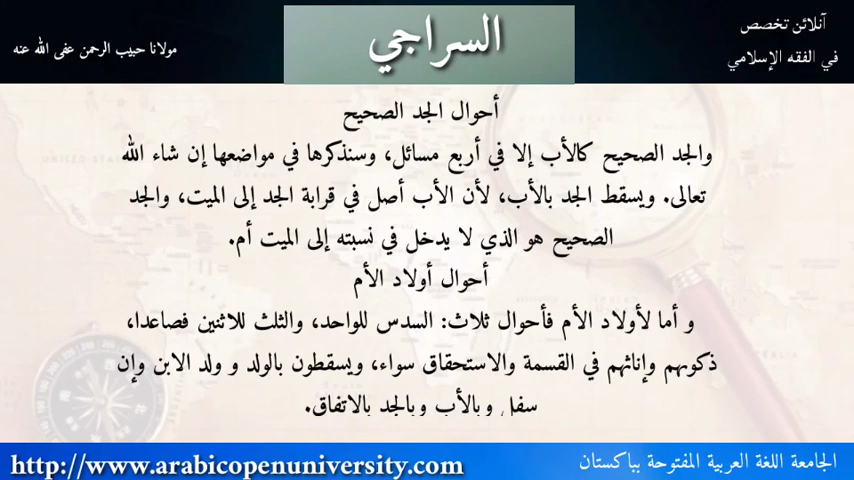 آنلائن تخصص
في الفقه الإسلامي
السراجي
مولانا حبيب الرحمن عفى الله عنه
أحوال الجد الصحيح
والجد الصحيح كالأب إلا في أربع مسائل، وسنذكرها في مواضعها إن شاء الله
تعالى. ويسقط الجد بالأب، لأن الأب أصل في قرابة الجد إلى الميت، والجد
الصحيح هو الذي لا يدخل في نسبته إلى الميت أم.
أحوال أولاد الأم
و أما لأولاد الأم فأحوال ثلاث: السدس للواحد، والثلث للاثنين فصاعدا،
ذكورهم وإناثهم في القسمة والاستحقاق سواء، ويسقطون بالولد و ولد الابن وإن
سفل وبالأب وبالجد بالاتفاق.
الجامعة اللغة العربية المفتوحة بباكستان
http://www.arabicopenuniversity.com